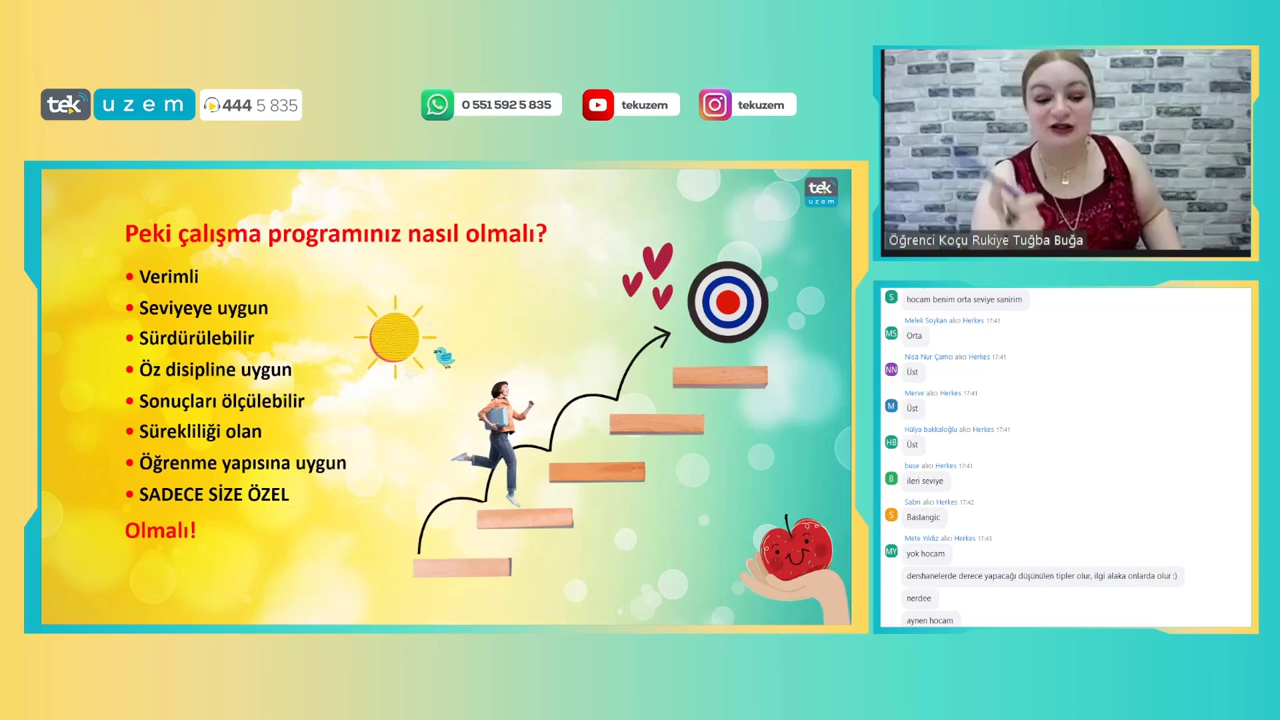 tek uzem 444 5 835
0 551 592 5 835
tekuzem
tekuzem
tek
uzem
Peki çalışma programınız nasıl olmalı?
• Verimli
• Seviyeye uygun
• Sürdürülebilir
• Öz disipline uygun
• Sonuçları ölçülebilir
• Sürekliliği olan
• Öğrenme yapısına uygun
• SADECE SİZE ÖZEL
Olmalı!
Öğrenci Koçu Rukiye Tuğba Buğa
S
hocam benim orta seviye sanirim
Melek Soykan alıcı Herkes 17:41
MS
Orta
Nisa Nur Çamcı alıcı Herkes 17:41
NN
Üst
Merve alıcı Herkes 17:41
M
Üst
Hülya bakkaloğlu alıcı Herkes 17:41
HB
Üst
buse alıcı Herkes 17:41
B
ileri seviye
Sabri alıcı Herkes 17:42
S
Baslangic
Mete Yıldız alıcı Herkes 17:43
MY
yok hocam
dershanelerde derece yapacağı düşünülen tipler olur, ilgi alaka onlarda olur :)
nerdee
aynen hocam